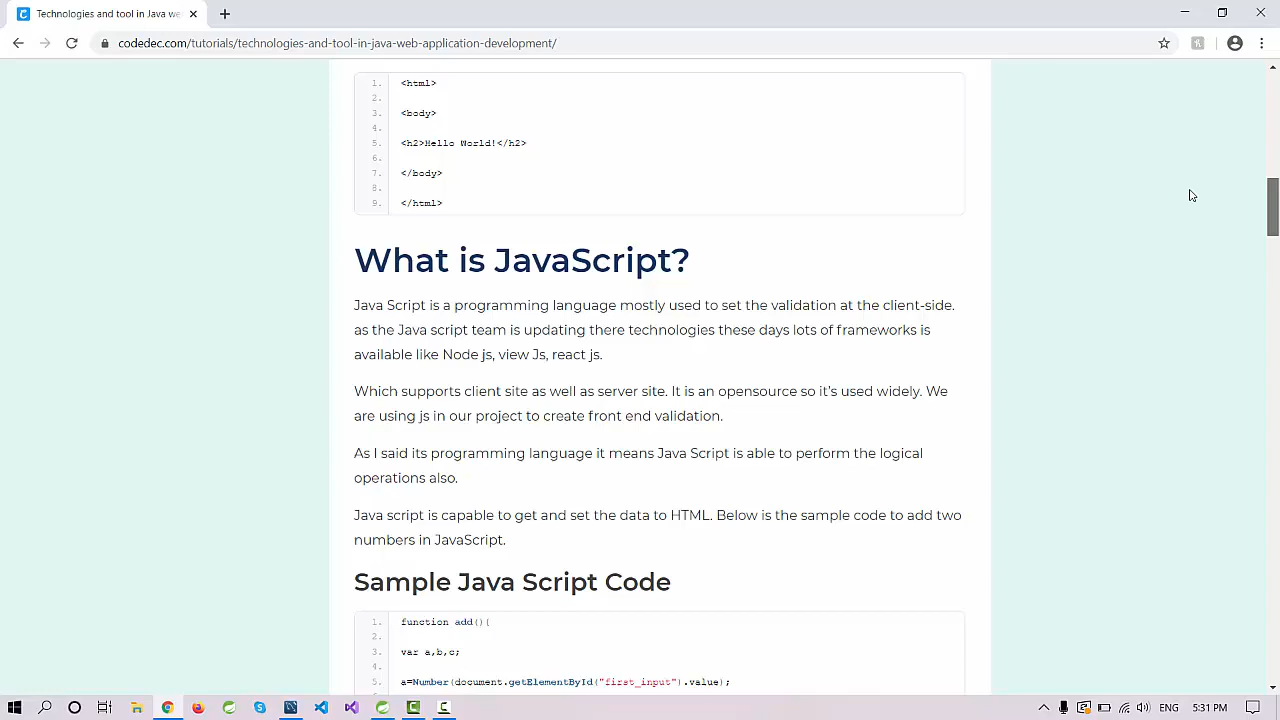 Technologies and tool in Java we
codedec.com/tutorials/technologies-and-tool-in-java-web-application-development/
1. <html>
2.
3. <body>
4.
5. <h2>Hello World!</h2>
6.
7. </body>
8.
9. </html>
What is JavaScript?
Java Script is a programming language mostly used to set the validation at the client-side.
as the Java script team is updating there technologies these days lots of frameworks is
available like Node js, view Js, react js.
Which supports client site as well as server site. It is an opensource so it's used widely. We
are using js in our project to create front end validation.
As I said its programming language it means Java Script is able to perform the logical
operations also.
Java script is capable to get and set the data to HTML. Below is the sample code to add two
numbers in JavaScript.
Sample Java Script Code
1. function add(){
2.
3. var a,b,c;
4.
5. a=Number(document.getElementById("first_input").value);
ENG 5:31 PM